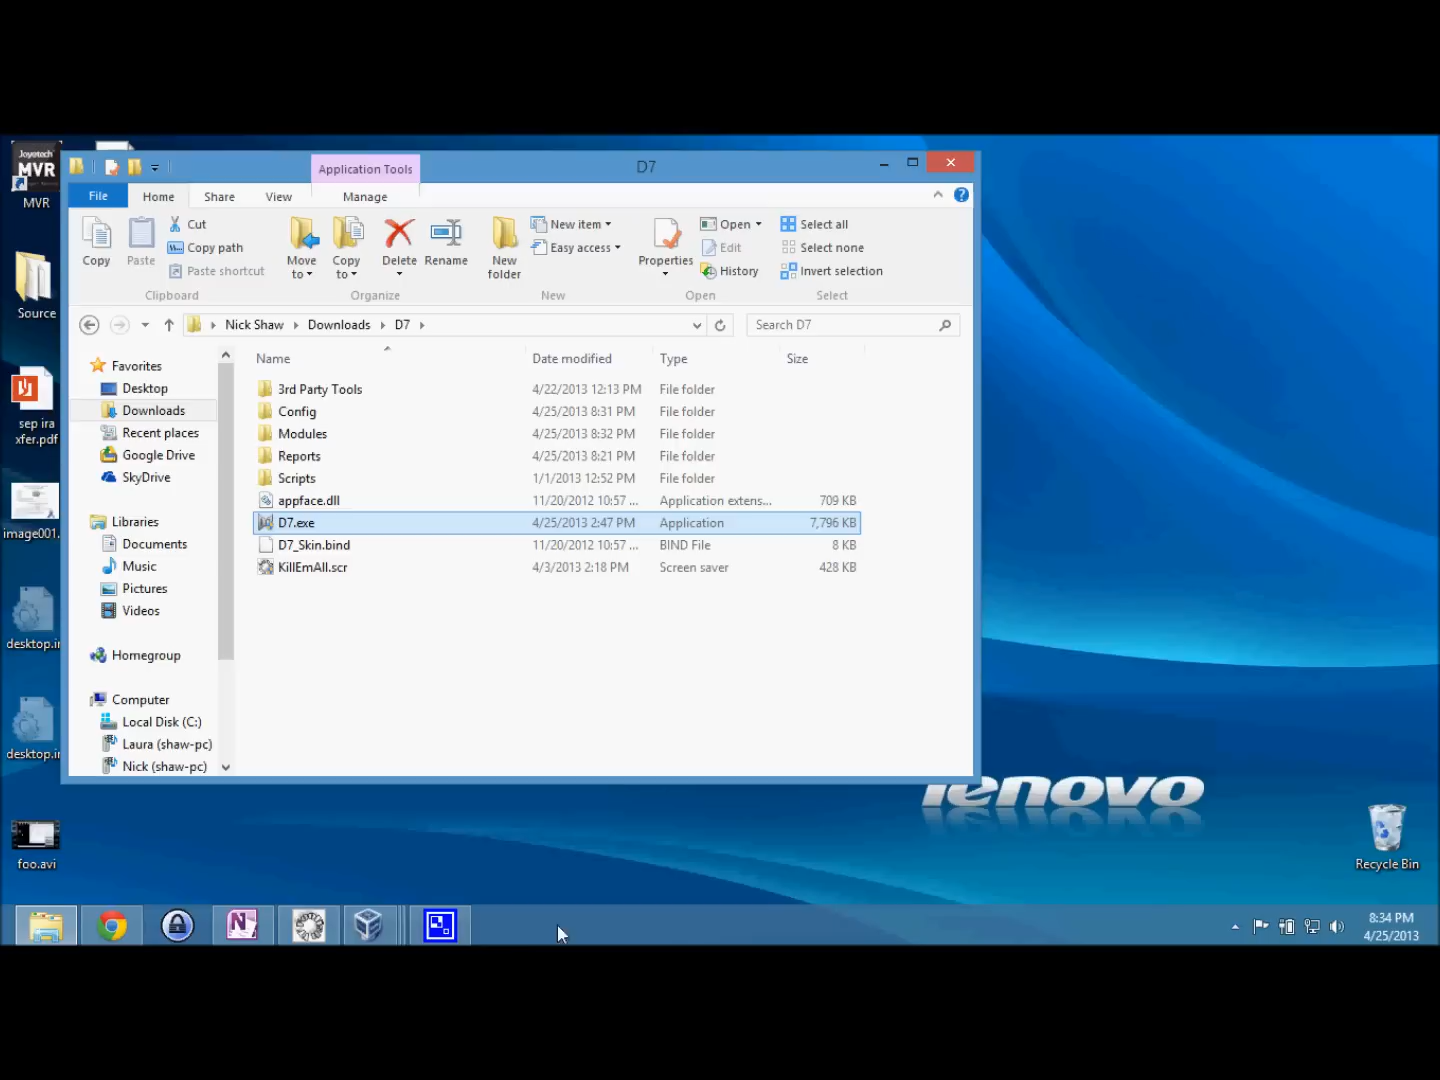 Joyetech
MVR
MVR
Source
sep ira
xfer.pdf
image001.
desktop.in
desktop.in
foo.avi
Application Tools
D7
File
Home
Share
View
Manage
Copy
Paste
Cut
Copy path
Paste shortcut
Clipboard
Move to
Copy to
Delete
Rename
Organize
New folder
New item
Easy access
New
Properties
Open
Edit
History
Open
Select all
Select none
Invert selection
Select
Nick Shaw
Downloads
D7
Search D7
Favorites
Desktop
Downloads
Recent places
Google Drive
SkyDrive
Libraries
Documents
Music
Pictures
Videos
Homegroup
Computer
Local Disk (C:)
Laura (shaw-pc)
Nick (shaw-pc)
Name Date modified Type Size
3rd Party Tools 4/22/2013 12:13 PM File folder
Config 4/25/2013 8:31 PM File folder
Modules 4/25/2013 8:32 PM File folder
Reports 4/25/2013 8:21 PM File folder
Scripts 1/1/2013 12:52 PM File folder
appface.dll 11/20/2012 10:57 ... Application extens... 709 KB
D7.exe 4/25/2013 2:47 PM Application 7,796 KB
D7_Skin.bind 11/20/2012 10:57 ... BIND File 8 KB
KillEmAll.scr 4/3/2013 2:18 PM Screen saver 428 KB
lenovo
Recycle Bin
8:34 PM
4/25/2013